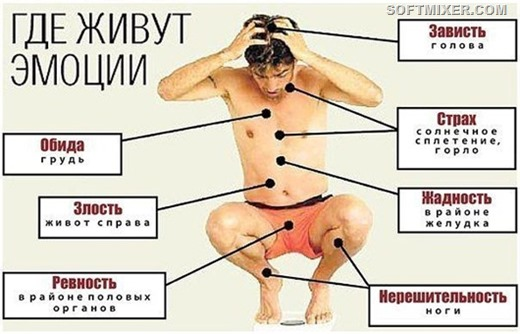 SOFTMIXER.COM
ГДЕ ЖИВУТ
ЭМОЦИИ
Зависть
голова
Обида
грудь
Страх
солнечное
сплетение,
горло
Злость
живот справа
Жадность
в районе
желудка
Ревность
в районе половых
органов
Нерешительность
ноги